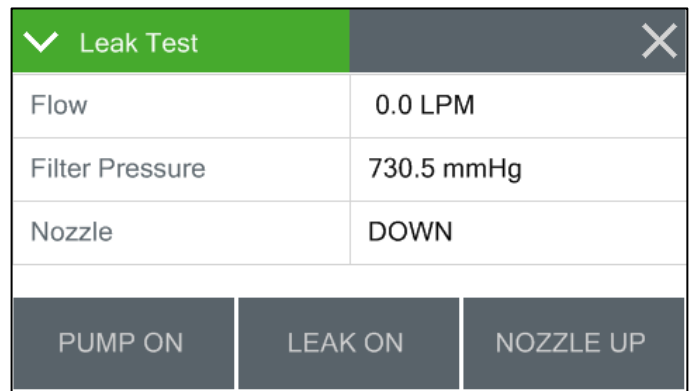 Leak Test
Flow 0.0 LPM
Filter Pressure 730.5 mmHg
Nozzle DOWN
PUMP ON LEAK ON NOZZLE UP